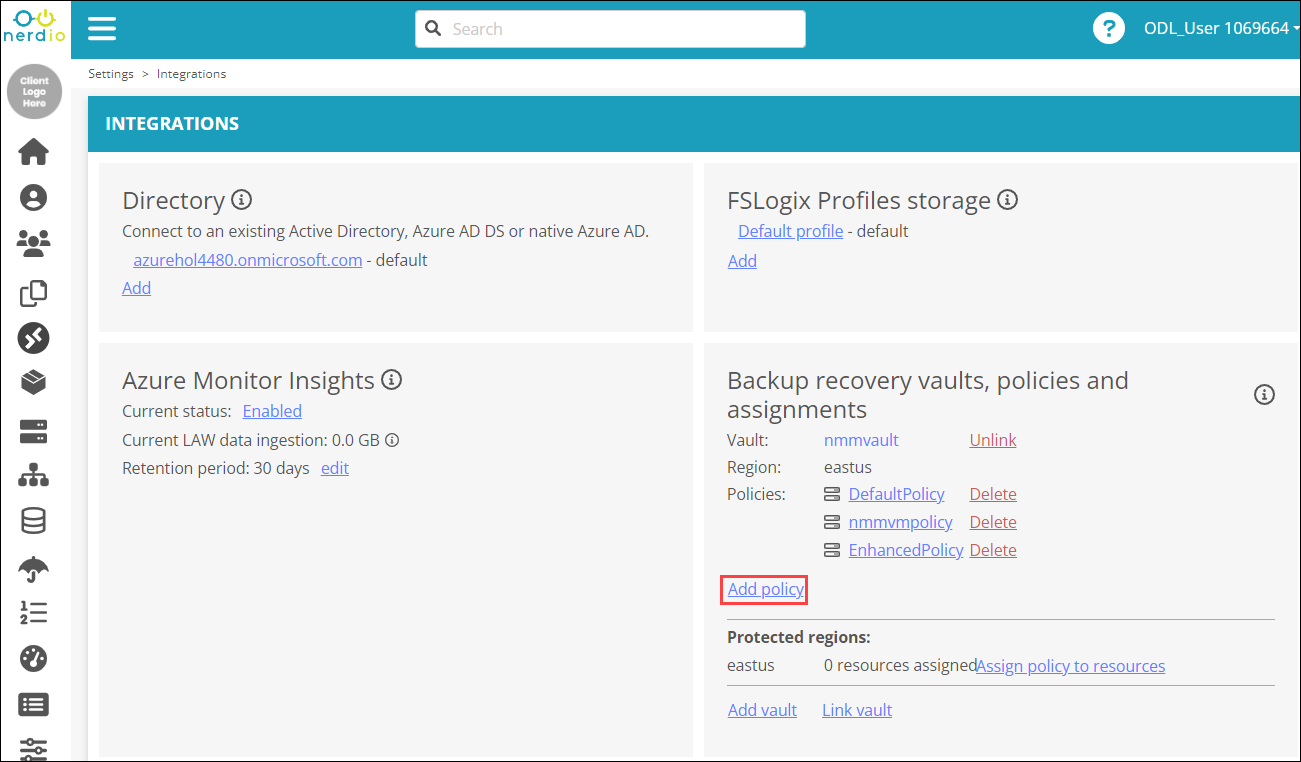 nerdio
Search
ODL_User 1069664
Client
Logo
Here
Settings > Integrations
INTEGRATIONS
Directory
Connect to an existing Active Directory, Azure AD DS or native Azure AD.
azurehol4480.onmicrosoft.com - default
Add
FSLogix Profiles storage
Default profile - default
Add
Azure Monitor Insights
Current status: Enabled
Current LAW data ingestion: 0.0 GB
Retention period: 30 days edit
Backup recovery vaults, policies and
assignments
Vault: nmmvault Unlink
Region: eastus
Policies: DefaultPolicy Delete
nmmvmpolicy Delete
EnhancedPolicy Delete
Add policy
Protected regions:
eastus 0 resources assigned Assign policy to resources
Add vault Link vault